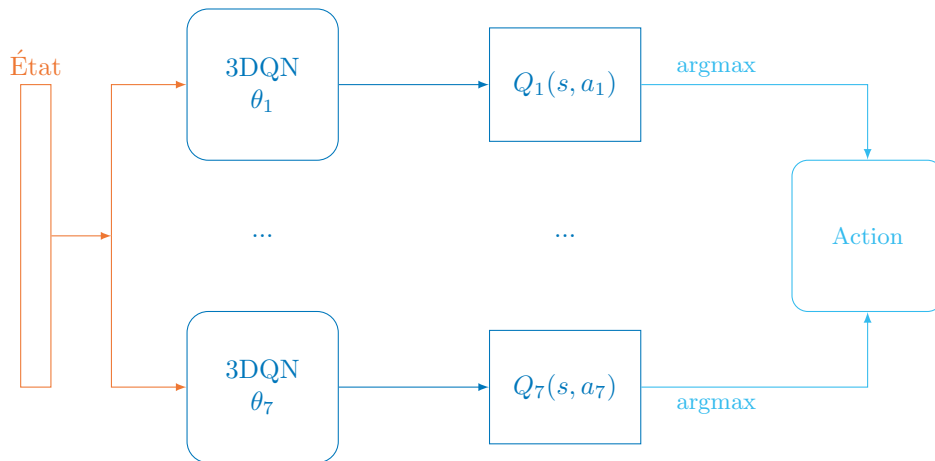 État
3DQN
θ₁
Q₁(s, a₁)
argmax
...
...
Action
3DQN
θ₇
Q₇(s, a₇)
argmax